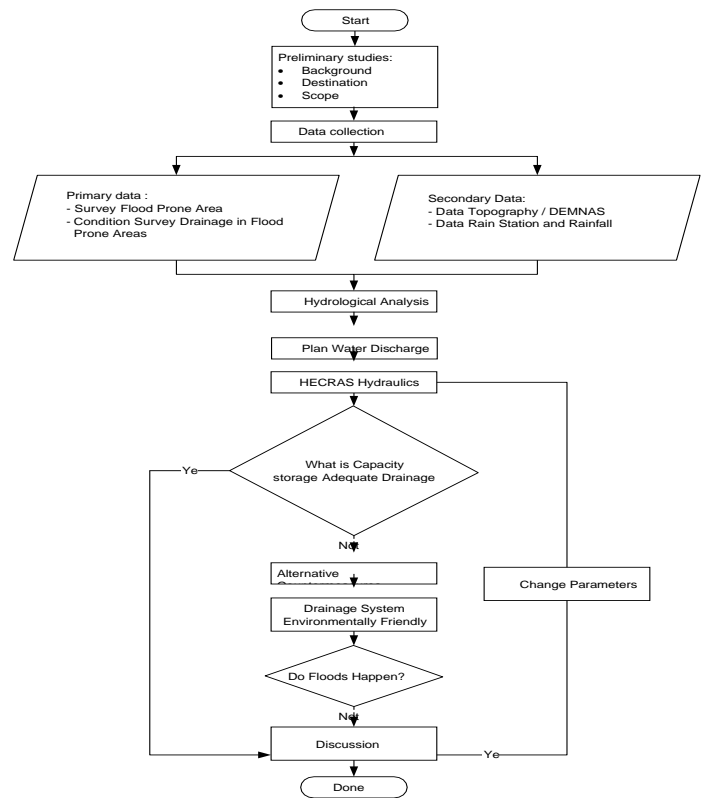 Start
Preliminary studies:
• Background
• Destination
• Scope
Data collection
Primary data :
- Survey Flood Prone Area
- Condition Survey Drainage in Flood
Prone Areas
Secondary Data:
- Data Topography / DEMNAS
- Data Rain Station and Rainfall
Hydrological Analysis
Plan Water Discharge
HECRAS Hydraulics
What is Capacity
storage Adequate Drainage
Ye
Alternative
Change Parameters
Drainage System
Environmentally Friendly
Do Floods Happen?
Discussion
Ye
Done